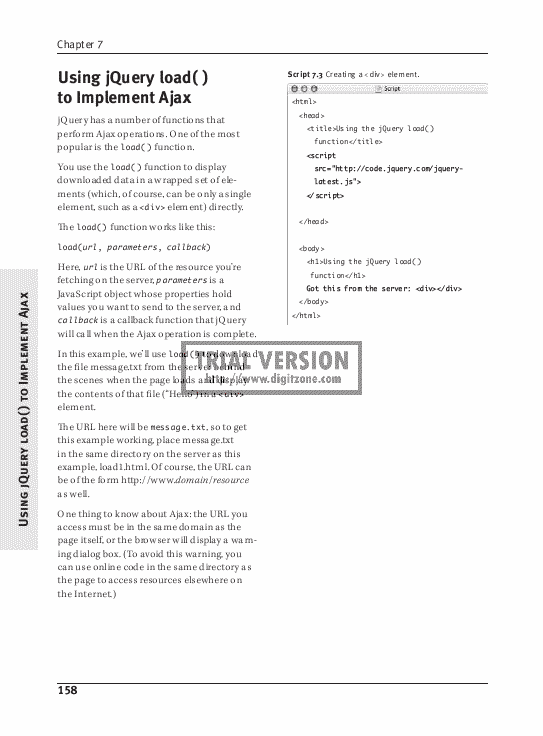 Chapter 7
Using jQuery load( )
to Implement Ajax
jQuery has a number of functions that
perform Ajax operations. One of the most
popular is the load() function.
You use the load() function to display
downloaded data in a wrapped set of ele-
ments (which, of course, can be only a single
element, such as a <div> element) directly.
The load() function works like this:
load(url, parameters, callback)
Here, url is the URL of the resource you're
fetching on the server, parameters is a
JavaScript object whose properties hold
values you want to send to the server, and
callback is a callback function that jQuery
will call when the Ajax operation is complete.
In this example, we'll use load() to download
the file message.txt from the server behind
the scenes when the page loads and display
the contents of that file ("Hello") in a <div>
element.
The URL here will be message.txt, so to get
this example working, place message.txt
in the same directory on the server as this
example, load1.html. Of course, the URL can
be of the form http://www.domain/resource
as well.
One thing to know about Ajax: the URL you
access must be in the same domain as the
page itself, or the browser will display a warn-
ing dialog box. (To avoid this warning, you
can use online code in the same directory as
the page to access resources elsewhere on
the Internet.)
Script 7.3 Creating a <div> element.
Script
<html>
<head>
<title>Using the jQuery load()
function</title>
<script
src="http://code.jquery.com/jquery-
latest.js">
</script>
</head>
<body>
<h1>Using the jQuery load()
function</h1>
Got this from the server: <div></div>
</body>
</html>
TRIAL VERSION
http://www.digitzone.com
Using jQuery load() to Implement Ajax
158